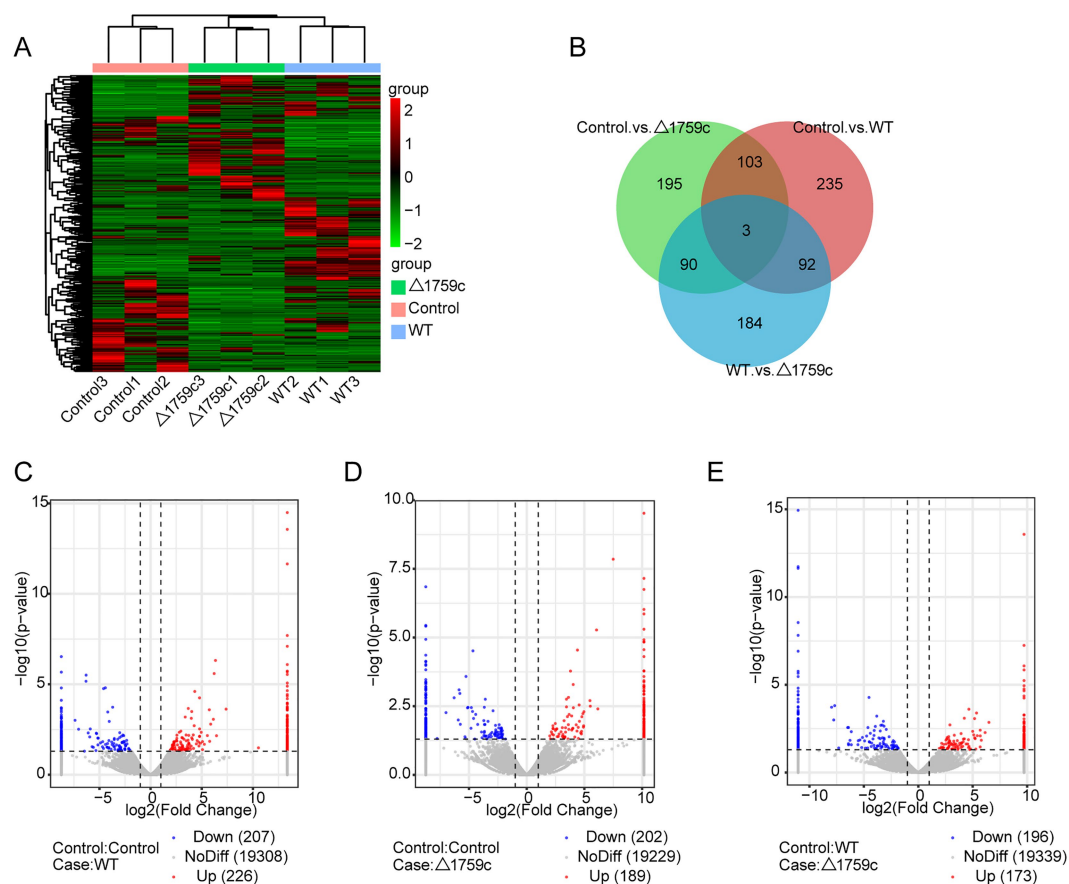 A
group
2
1
0
−1
−2
group
△1759c
Control
WT
Control3
Control1
Control2
△1759c3
△1759c1
△1759c2
WT2
WT1
WT3
B
Control.vs.△1759c
Control.vs.WT
103
195
235
3
90
92
184
WT.vs.△1759c
C
−log10(p−value)
15
10
5
0
−5
0
5
10
log2(Fold Change)
Control:Control
Case:WT
Down (207)
NoDiff (19308)
Up (226)
D
−log10(p−value)
10.0
7.5
5.0
2.5
0.0
−5
0
5
10
log2(Fold Change)
Control:Control
Case:△1759c
Down (202)
NoDiff (19229)
Up (189)
E
−log10(p−value)
15
10
5
0
−10
−5
0
5
10
log2(Fold Change)
Control:WT
Case:△1759c
Down (196)
NoDiff (19339)
Up (173)